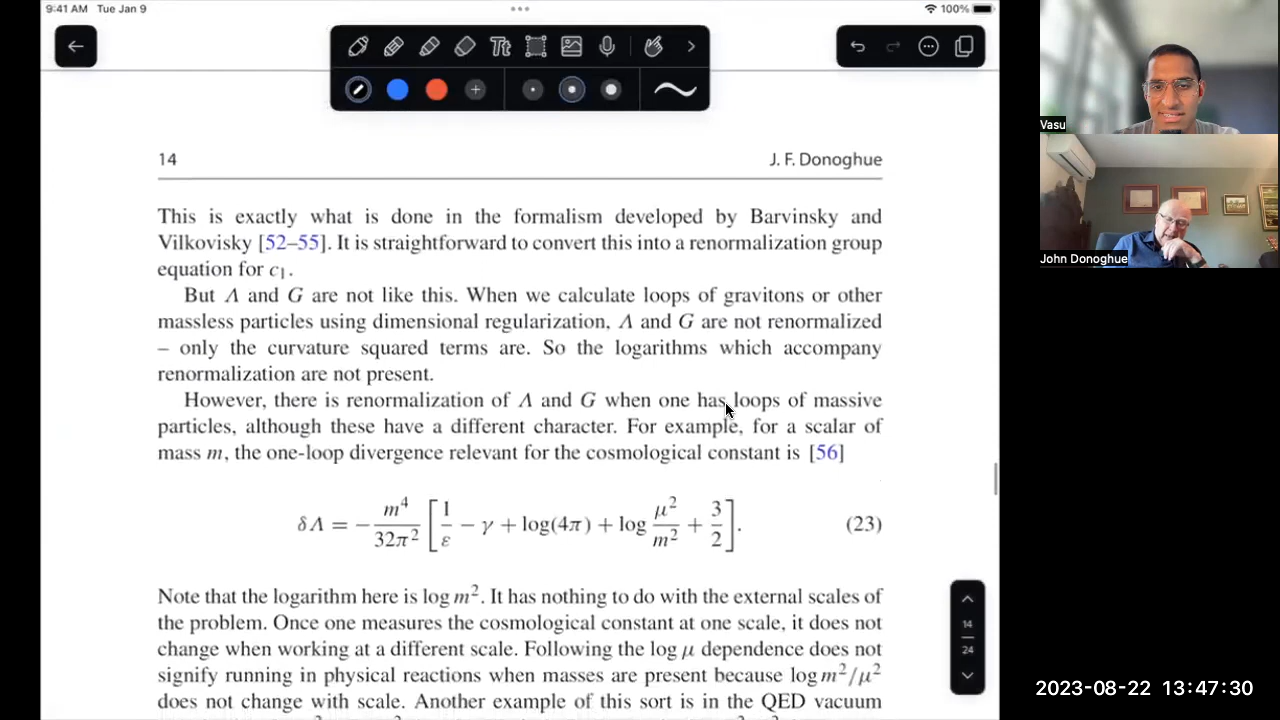 9:41 AM Tue Jan 9
100%
Tt
14 J. F. Donoghue
This is exactly what is done in the formalism developed by Barvinsky and
Vilkovisky [52–55]. It is straightforward to convert this into a renormalization group
equation for c₁.
But Λ and G are not like this. When we calculate loops of gravitons or other
massless particles using dimensional regularization, Λ and G are not renormalized
– only the curvature squared terms are. So the logarithms which accompany
renormalization are not present.
However, there is renormalization of Λ and G when one has loops of massive
particles, although these have a different character. For example, for a scalar of
mass m, the one-loop divergence relevant for the cosmological constant is [56]
δΛ = − m⁴/32π² [ 1/ε − γ + log(4π) + log μ²/m² + 3/2 ]. (23)
Note that the logarithm here is log m². It has nothing to do with the external scales of
the problem. Once one measures the cosmological constant at one scale, it does not
change when working at a different scale. Following the log μ dependence does not
signify running in physical reactions when masses are present because log m²/μ²
does not change with scale. Another example of this sort is in the QED vacuum
14
24
Vasu
John Donoghue
2023-08-22 13:47:30